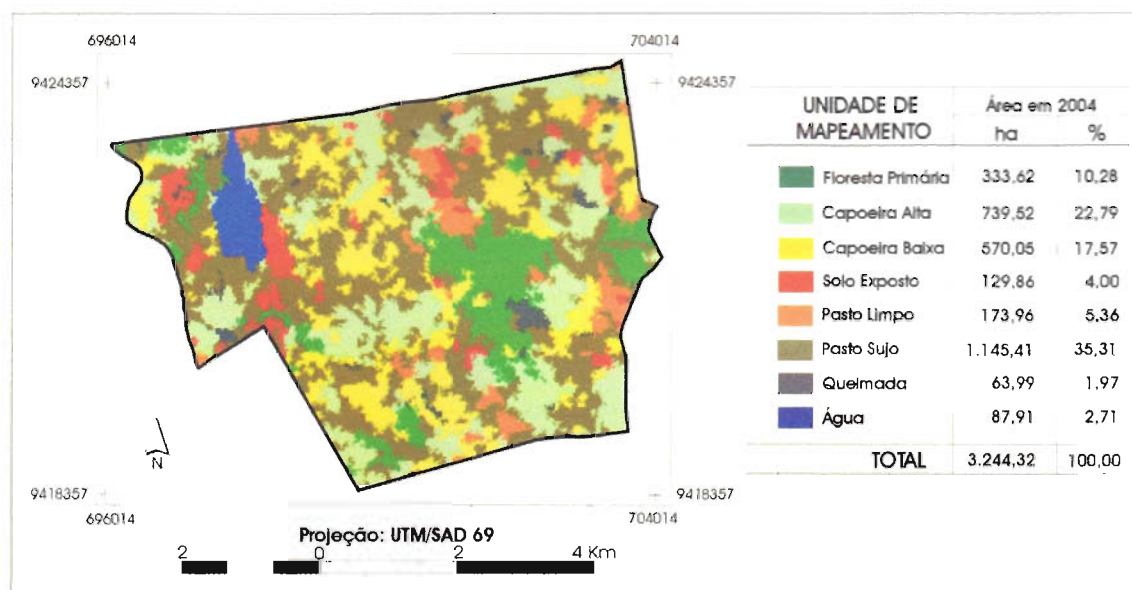 696014 704014
9424357 9424357
UNIDADE DE MAPEAMENTO Área em 2004
ha %
Floresta Primária 333,62 10,28
Capoeira Alta 739,52 22,79
Capoeira Baixa 570,05 17,57
Solo Exposto 129,86 4,00
Pasto Limpo 173,96 5,36
Pasto Sujo 1.145,41 35,31
Queimada 63,99 1,97
Água 87,91 2,71
TOTAL 3.244,32 100,00
N
9418357 9418357
696014 704014
Projeção: UTM/SAD 69
2 0 2 4 Km